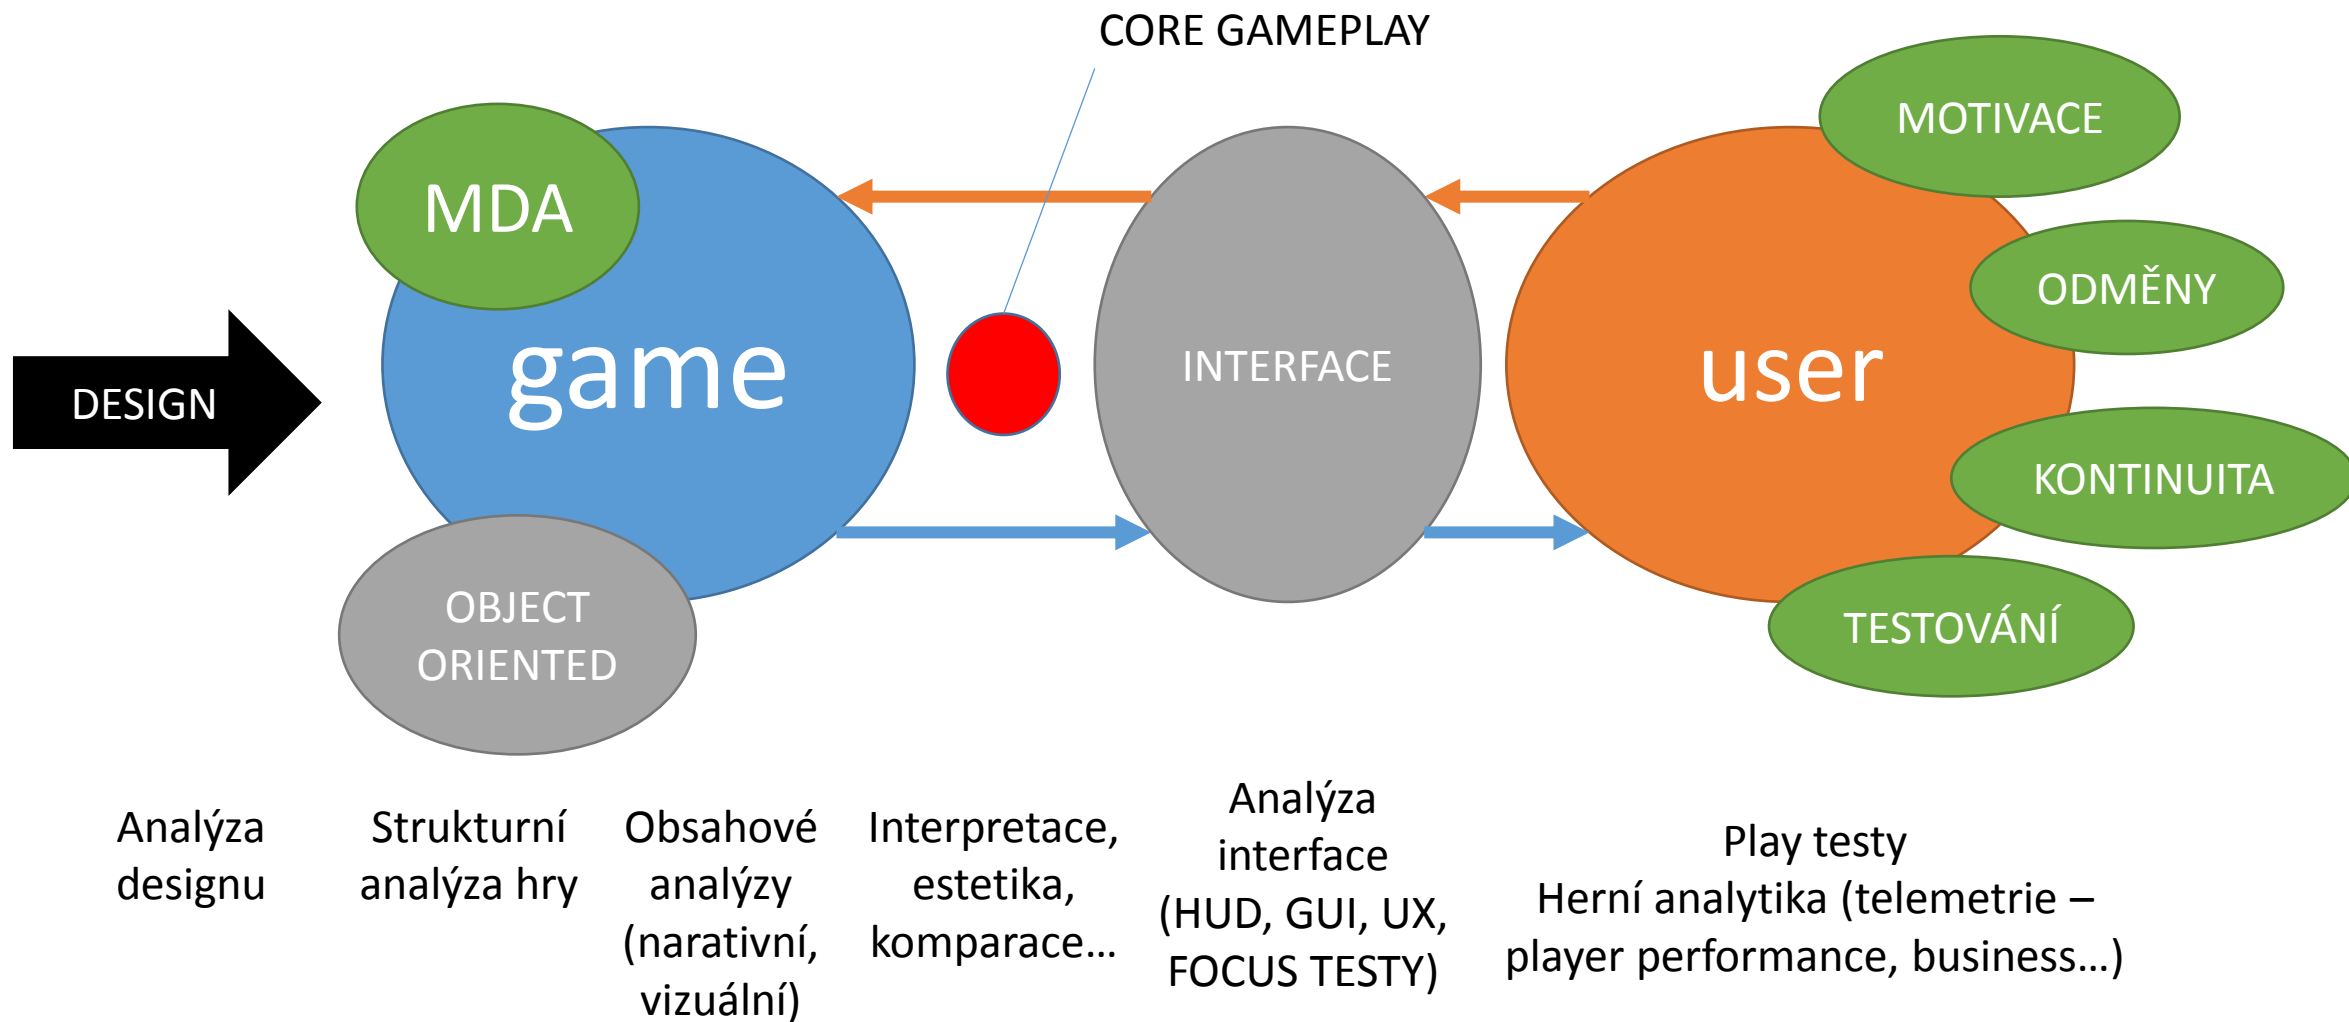 CORE GAMEPLAY
MOTIVACE
MDA
ODMĚNY
DESIGN
game
INTERFACE
user
KONTINUITA
OBJECT
ORIENTED
TESTOVÁNÍ
Analýza
designu
Strukturní
analýza hry
Obsahové
analýzy
(narativní,
vizuální)
Interpretace,
estetika,
komparace…
Analýza
interface
(HUD, GUI, UX,
FOCUS TESTY)
Play testy
Herní analytika (telemetrie –
player performance, business…)